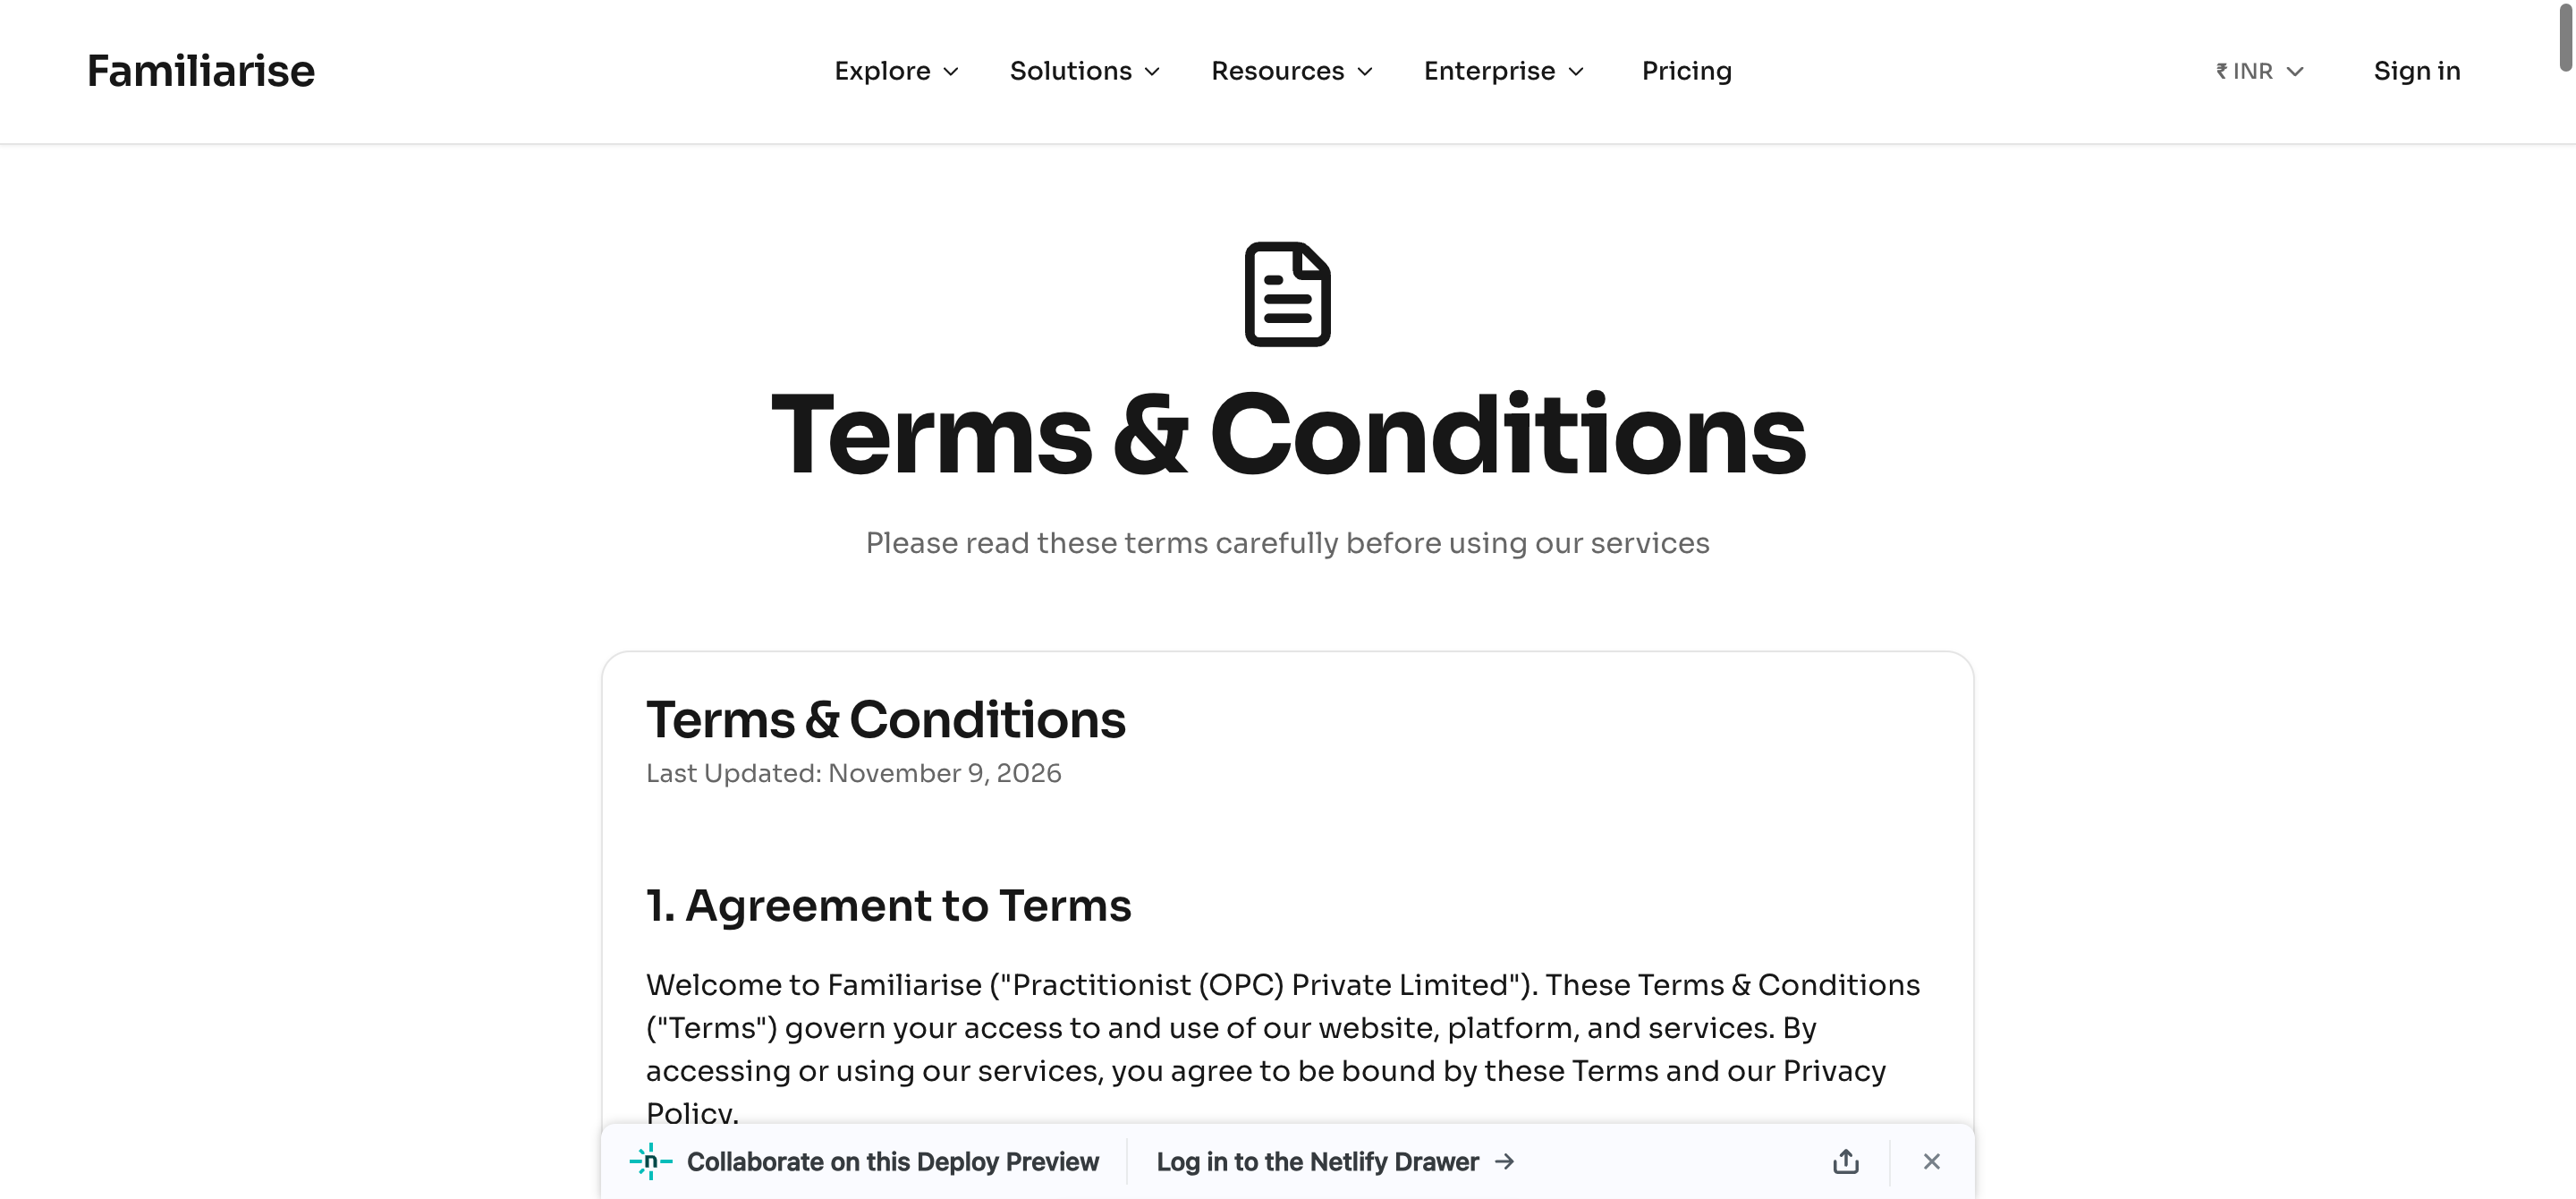 Familiarise
Explore
Solutions
Resources
Enterprise
Pricing
₹ INR
Sign in
Terms & Conditions
Please read these terms carefully before using our services
Terms & Conditions
Last Updated: November 9, 2026
1. Agreement to Terms
Welcome to Familiarise ("Practitionist (OPC) Private Limited"). These Terms & Conditions
("Terms") govern your access to and use of our website, platform, and services. By
accessing or using our services, you agree to be bound by these Terms and our Privacy
Policy.
Collaborate on this Deploy Preview
Log in to the Netlify Drawer →